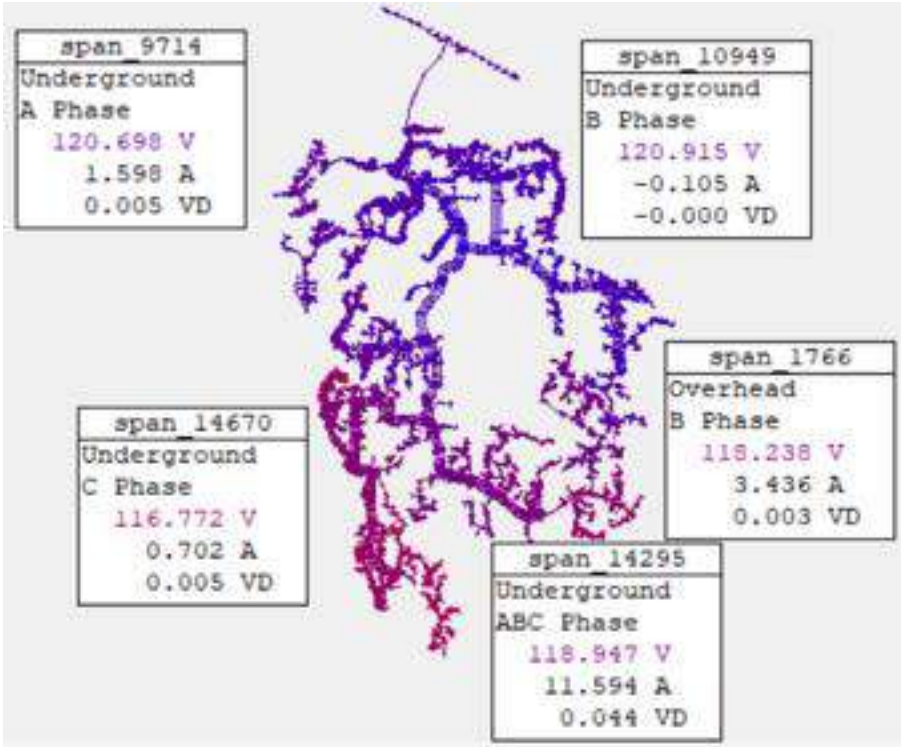 span_9714
Underground
A Phase
120.698 V
1.598 A
0.005 VD
span_10949
Underground
B Phase
120.915 V
-0.105 A
-0.000 VD
span_1766
Overhead
B Phase
118.238 V
3.436 A
0.003 VD
span_14670
Underground
C Phase
116.772 V
0.702 A
0.005 VD
span_14295
Underground
ABC Phase
118.947 V
11.594 A
0.044 VD